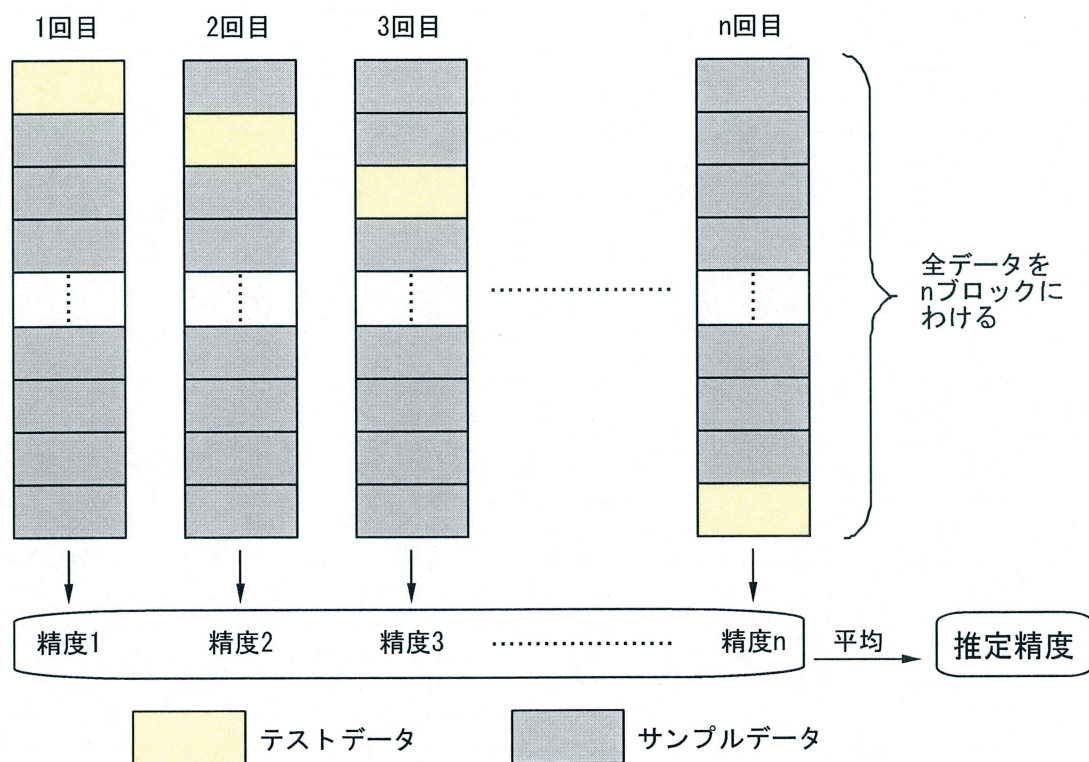 1回目
2回目
3回目
n回目
全データを
nブロックに
わける
精度1
精度2
精度3
精度n
平均
推定精度
テストデータ
サンプルデータ